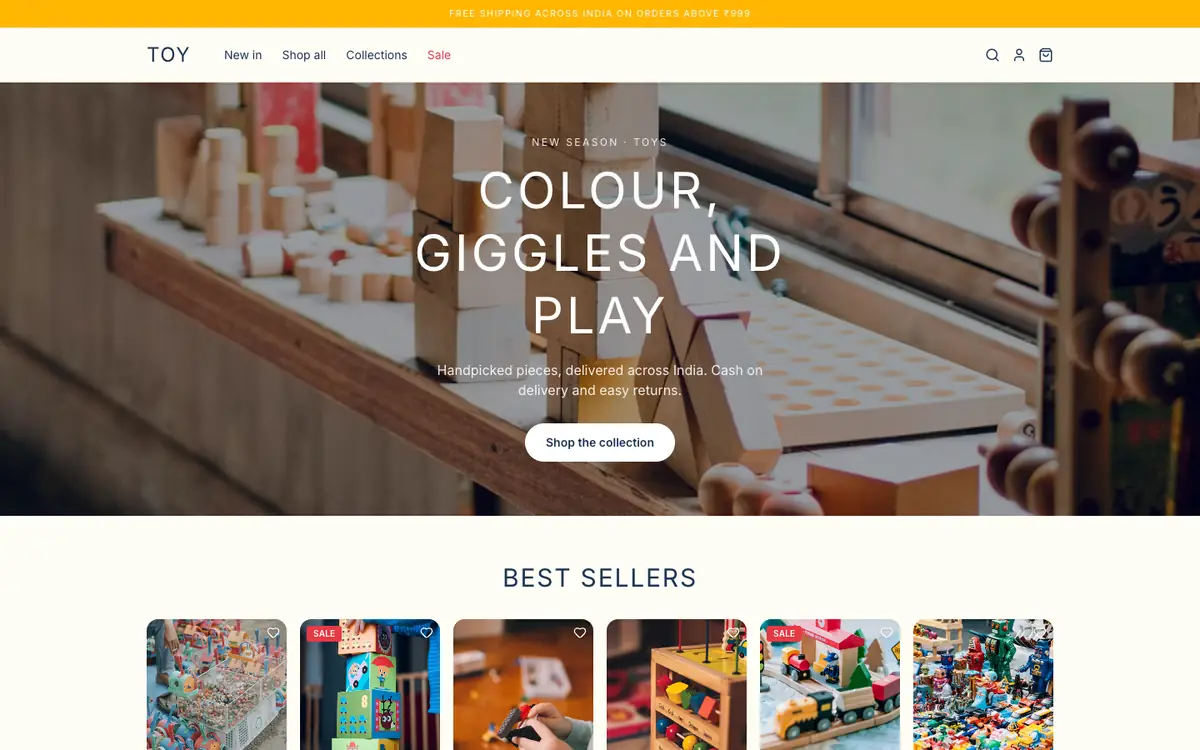 FREE SHIPPING ACROSS INDIA ON ORDERS ABOVE ₹999
TOY
New in
Shop all
Collections
Sale
NEW SEASON · TOYS
COLOUR,
GIGGLES AND
PLAY
Handpicked pieces, delivered across India. Cash on
delivery and easy returns.
Shop the collection
BEST SELLERS
SALE
SALE